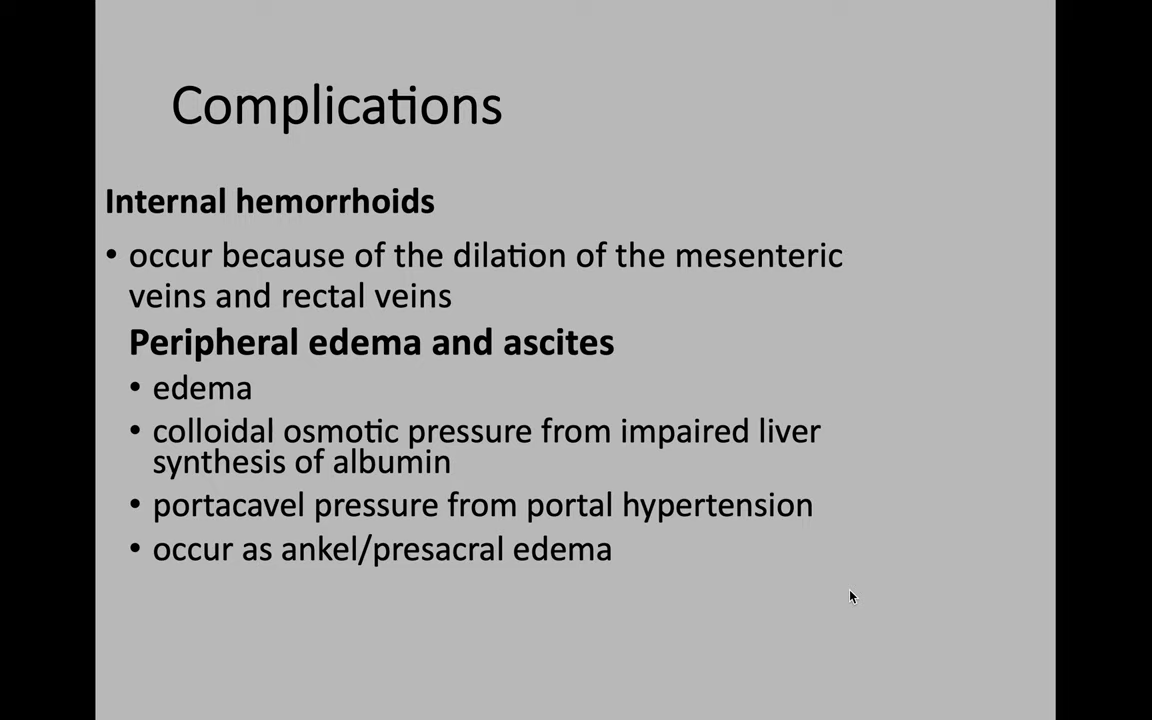 Complications
Internal hemorrhoids
• occur because of the dilation of the mesenteric
veins and rectal veins
Peripheral edema and ascites
• edema
• colloidal osmotic pressure from impaired liver
synthesis of albumin
• portacavel pressure from portal hypertension
• occur as ankel/presacral edema